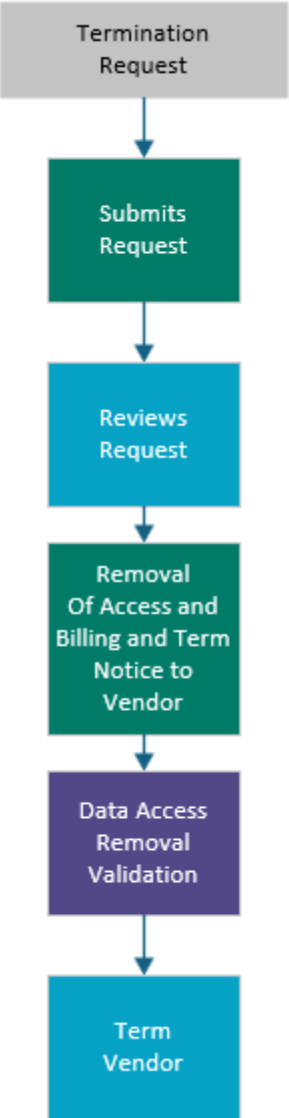 Termination
Request
Submits
Request
Reviews
Request
Removal
Of Access and
Billing and Term
Notice to
Vendor
Data Access
Removal
Validation
Term
Vendor